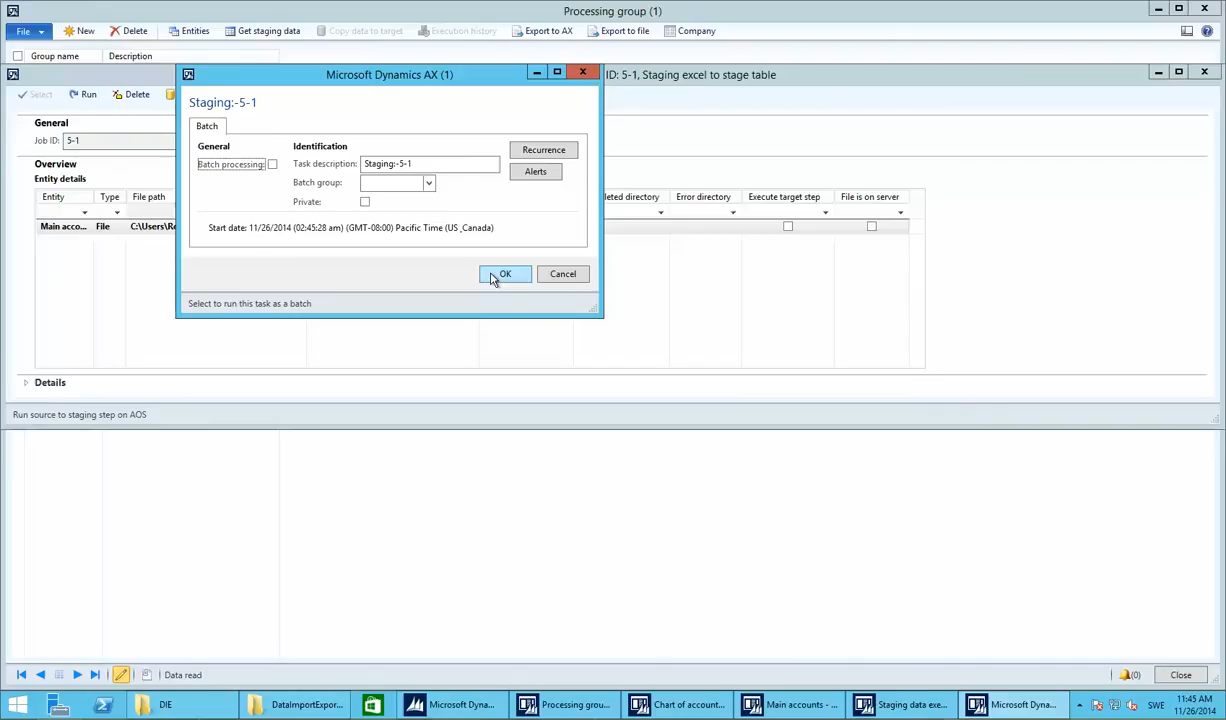 Processing group (1)
File New Delete Entities Get staging data Copy data to target Execution history Export to AX Export to file Company
Group name Description
Microsoft Dynamics AX (1)
ID: 5-1, Staging excel to stage table
Select Run Delete
Staging:-5-1
General
Job ID: 5-1
Batch
General Identification
Recurrence
Batch processing: Task description: Staging:-5-1
Alerts
Batch group:
Private:
Overview
Entity details
Entity Type File path leted directory Error directory Execute target step File is on server
Main acco... File C:\Users\Re
Start date: 11/26/2014 (02:45:28 am) (GMT-08:00) Pacific Time (US _Canada)
OK Cancel
Select to run this task as a batch
Details
Run source to staging step on AOS
Data read
(0) Close
DIE DataImportExpor... Microsoft Dyna... Processing grou... Chart of account... Main accounts - ... Staging data exe... Microsoft Dyna... SWE
11:45 AM
11/26/2014